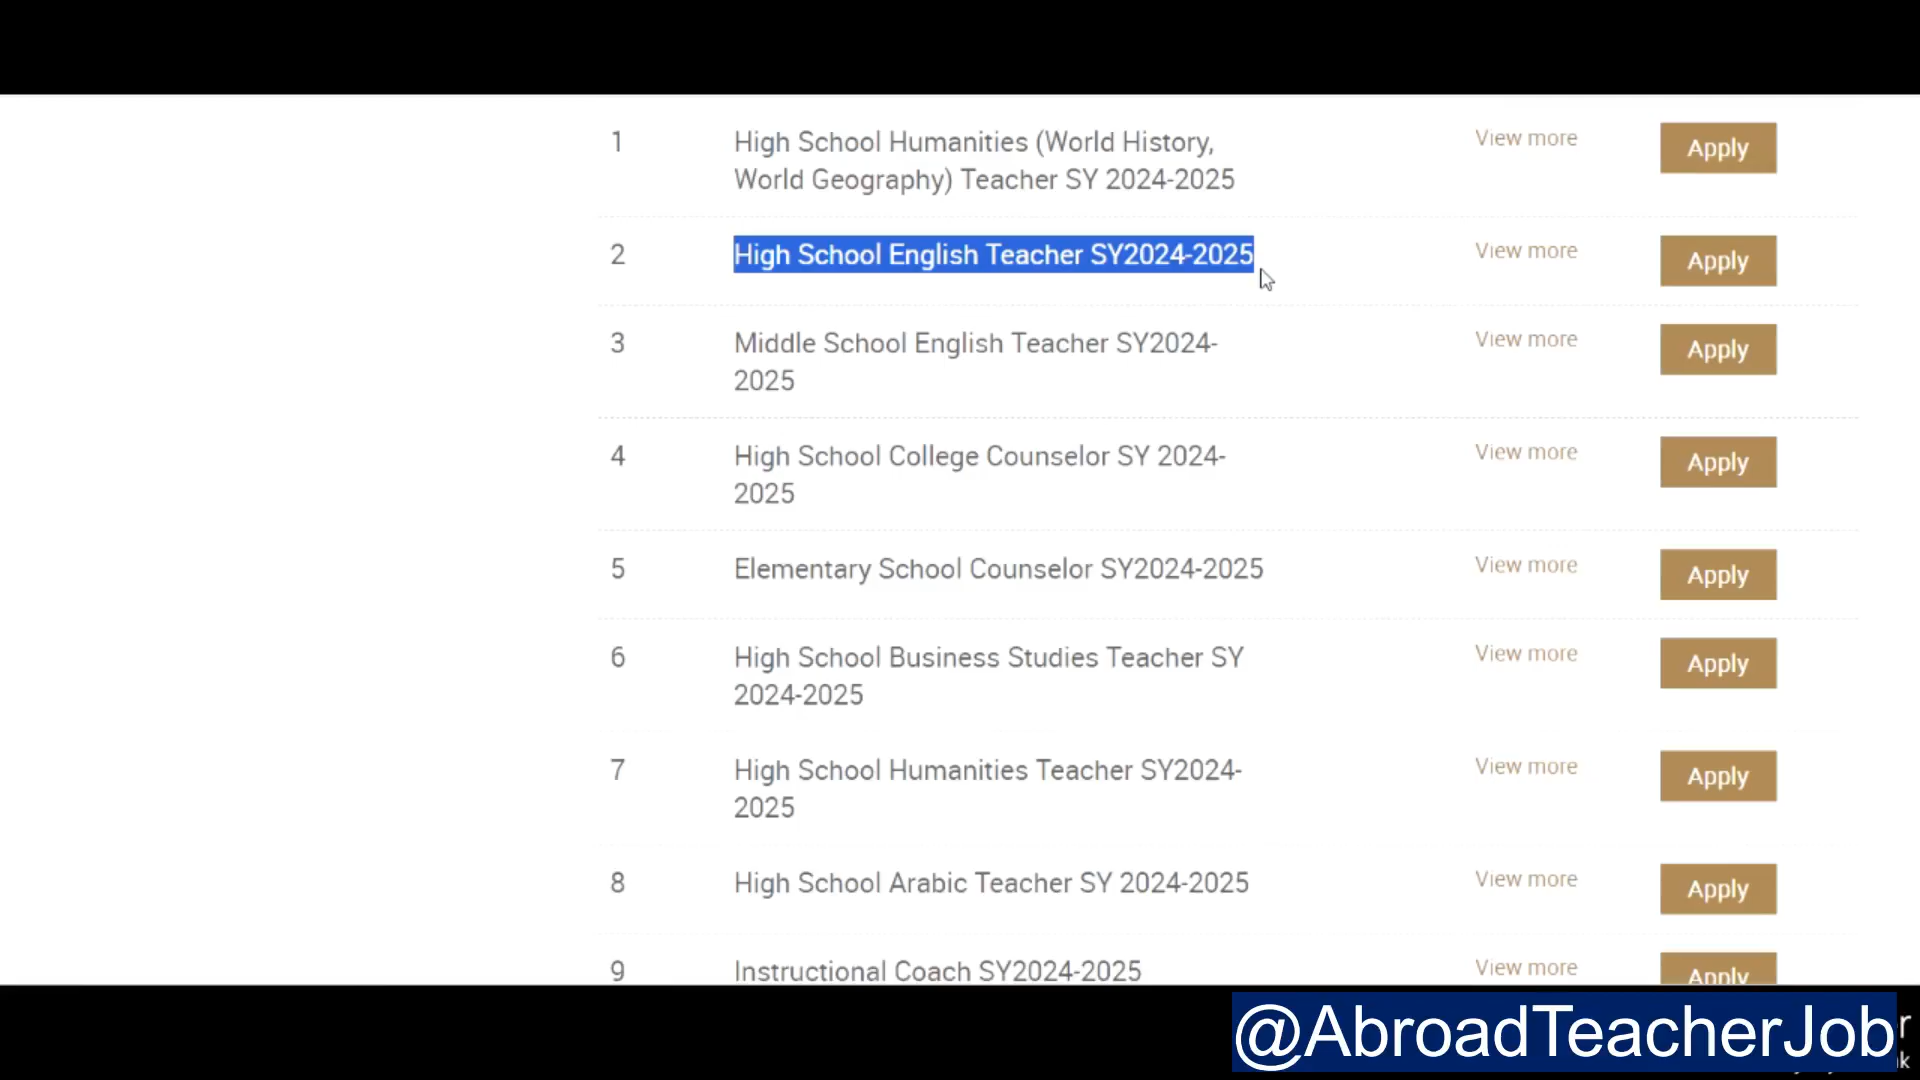 1 High School Humanities (World History, View more Apply
World Geography) Teacher SY 2024-2025
2 High School English Teacher SY2024-2025 View more Apply
3 Middle School English Teacher SY2024- View more Apply
2025
4 High School College Counselor SY 2024- View more Apply
2025
5 Elementary School Counselor SY2024-2025 View more Apply
6 High School Business Studies Teacher SY View more Apply
2024-2025
7 High School Humanities Teacher SY2024- View more Apply
2025
8 High School Arabic Teacher SY 2024-2025 View more Apply
9 Instructional Coach SY2024-2025 View more Apply
@AbroadTeacherJob